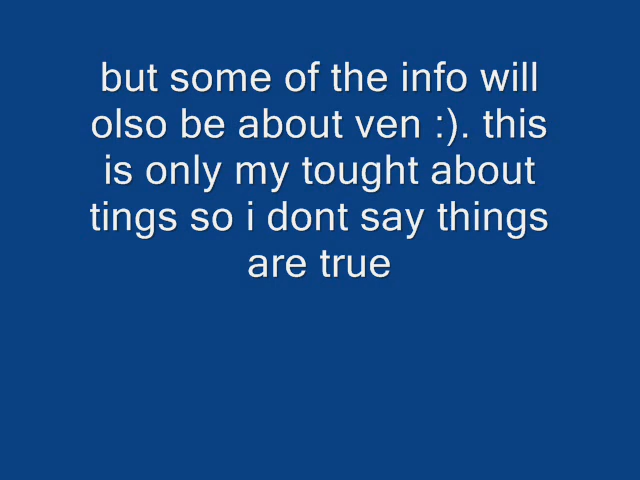 but some of the info will
olso be about ven :). this
is only my tought about
tings so i dont say things
are true